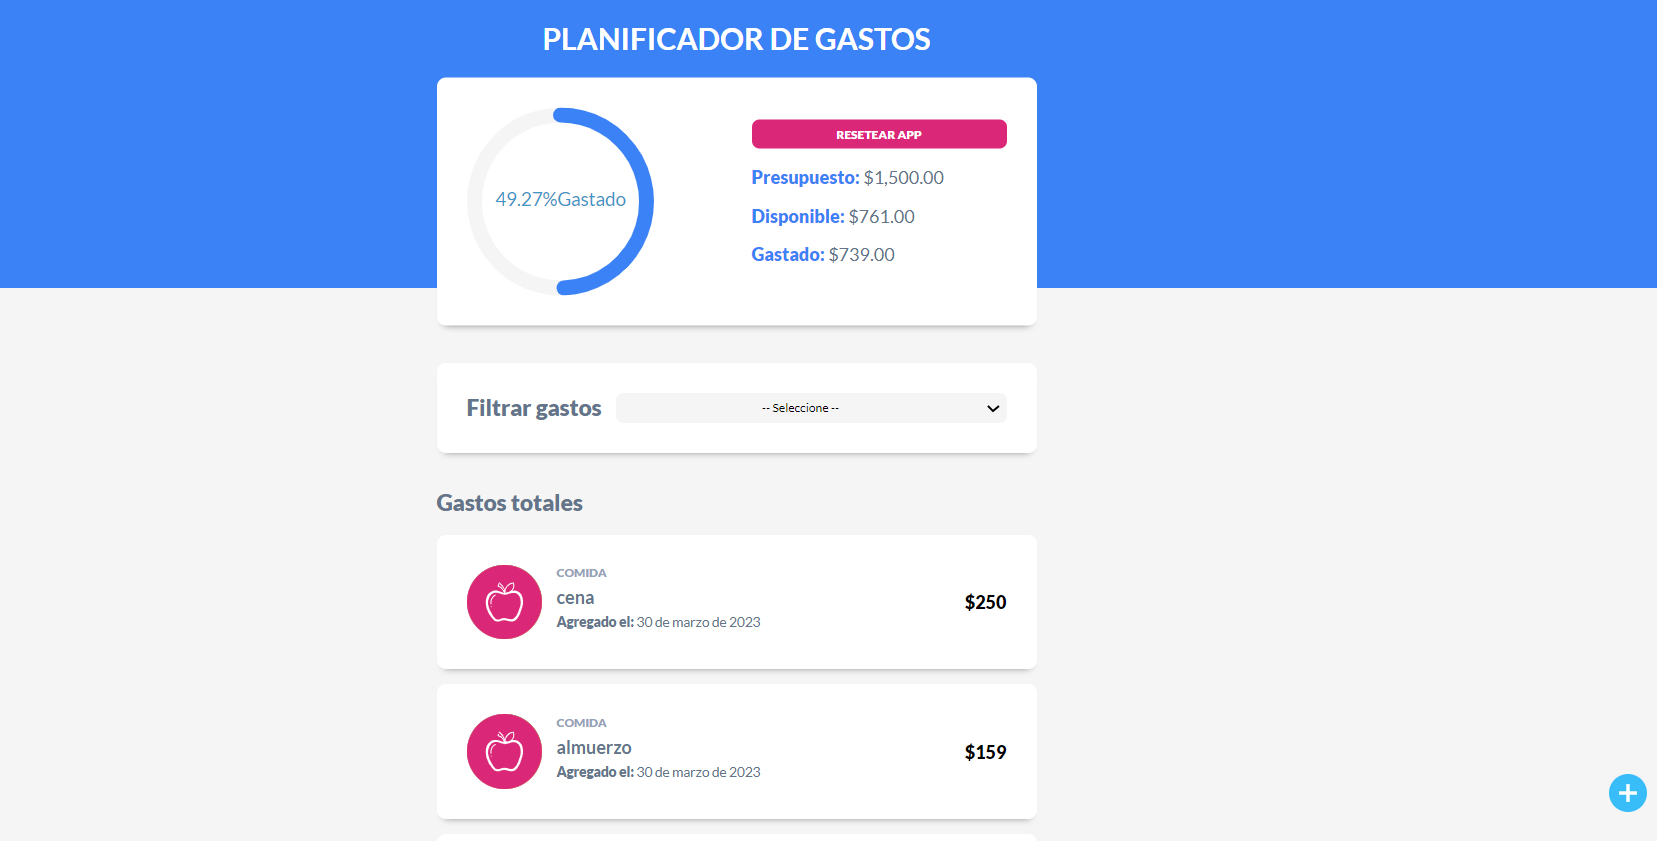 PLANIFICADOR DE GASTOS
49.27%Gastado
RESETEAR APP
Presupuesto: $1,500.00
Disponible: $761.00
Gastado: $739.00
Filtrar gastos
-- Seleccione --
Gastos totales
COMIDA
cena
Agregado el: 30 de marzo de 2023
$250
COMIDA
almuerzo
Agregado el: 30 de marzo de 2023
$159